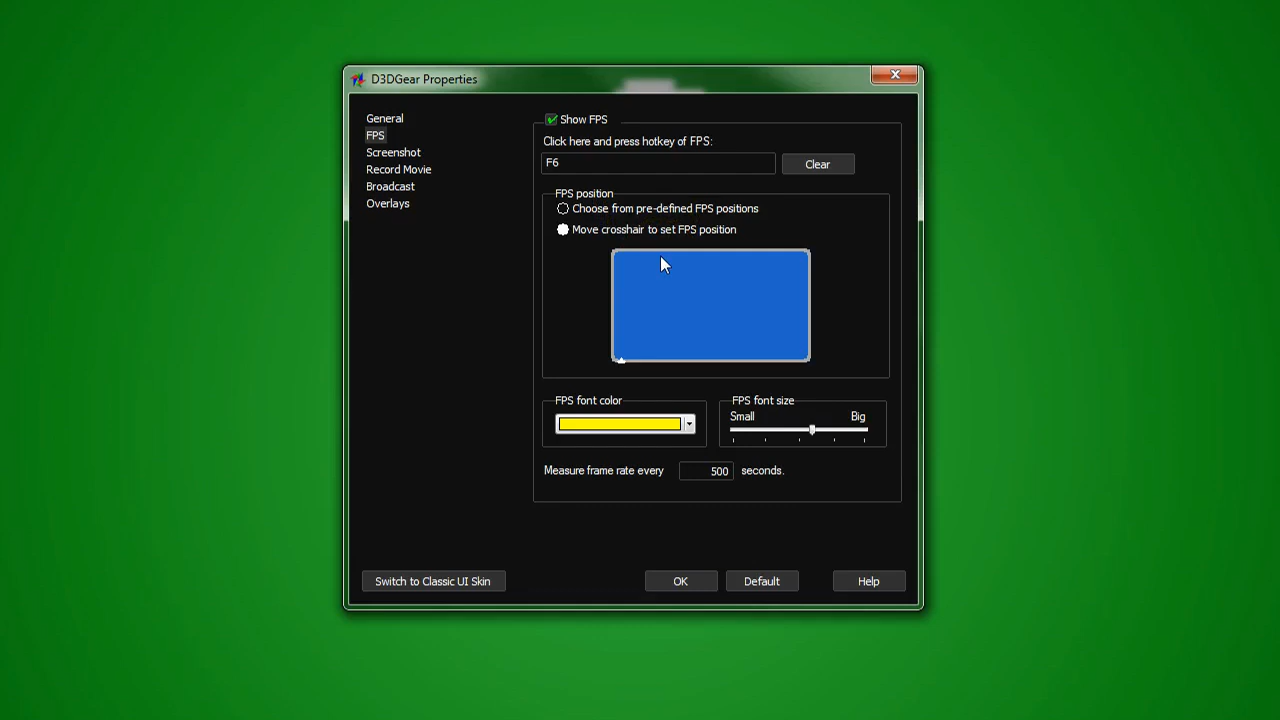 D3DGear Properties
General
FPS
Screenshot
Record Movie
Broadcast
Overlays
Show FPS
Click here and press hotkey of FPS:
F6
Clear
FPS position
Choose from pre-defined FPS positions
Move crosshair to set FPS position
FPS font color
FPS font size
Small
Big
Measure frame rate every
500
seconds.
Switch to Classic UI Skin
OK
Default
Help